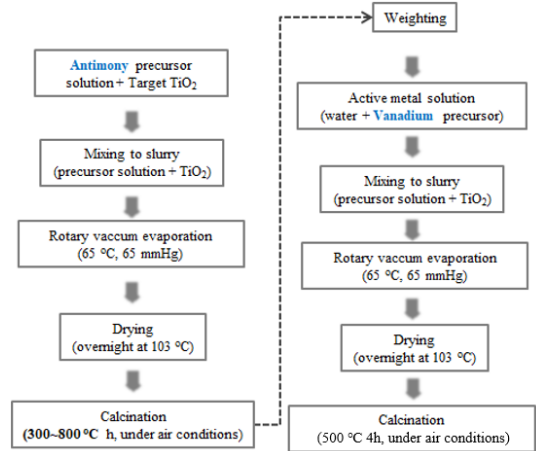 Antimony precursor
solution + Target TiO₂
Mixing to slurry
(precursor solution + TiO₂)
Rotary vaccum evaporation
(65 ℃, 65 mmHg)
Drying
(overnight at 103 ℃)
Calcination
(300~800 ℃ h, under air conditions)
Weighting
Active metal solution
(water + Vanadium precursor)
Mixing to slurry
(precursor solution + TiO₂)
Rotary vaccum evaporation
(65 ℃, 65 mmHg)
Drying
(overnight at 103 ℃)
Calcination
(500 ℃ 4h, under air conditions)